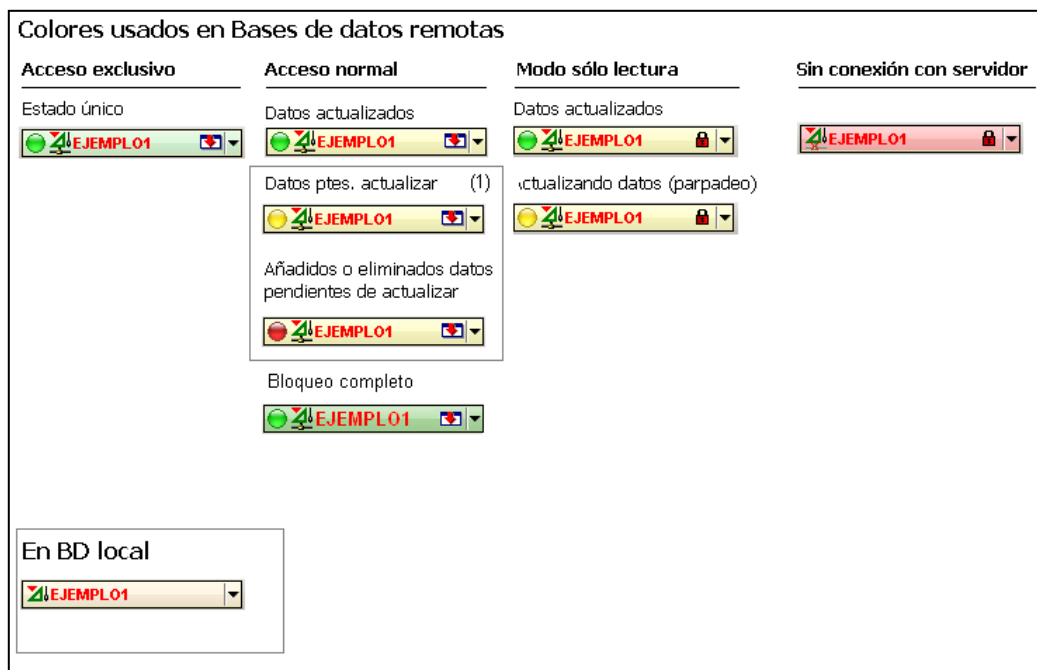 Colores usados en Bases de datos remotas
Acceso exclusivo
Estado único
EJEMPLO1
Acceso normal
Datos actualizados
EJEMPLO1
Datos ptes. actualizar (1)
EJEMPLO1
Añadidos o eliminados datos
pendientes de actualizar
EJEMPLO1
Bloqueo completo
EJEMPLO1
Modo sólo lectura
Datos actualizados
EJEMPLO1
ctualizando datos (parpadeo)
EJEMPLO1
Sin conexión con servidor
EJEMPLO1
En BD local
EJEMPLO1